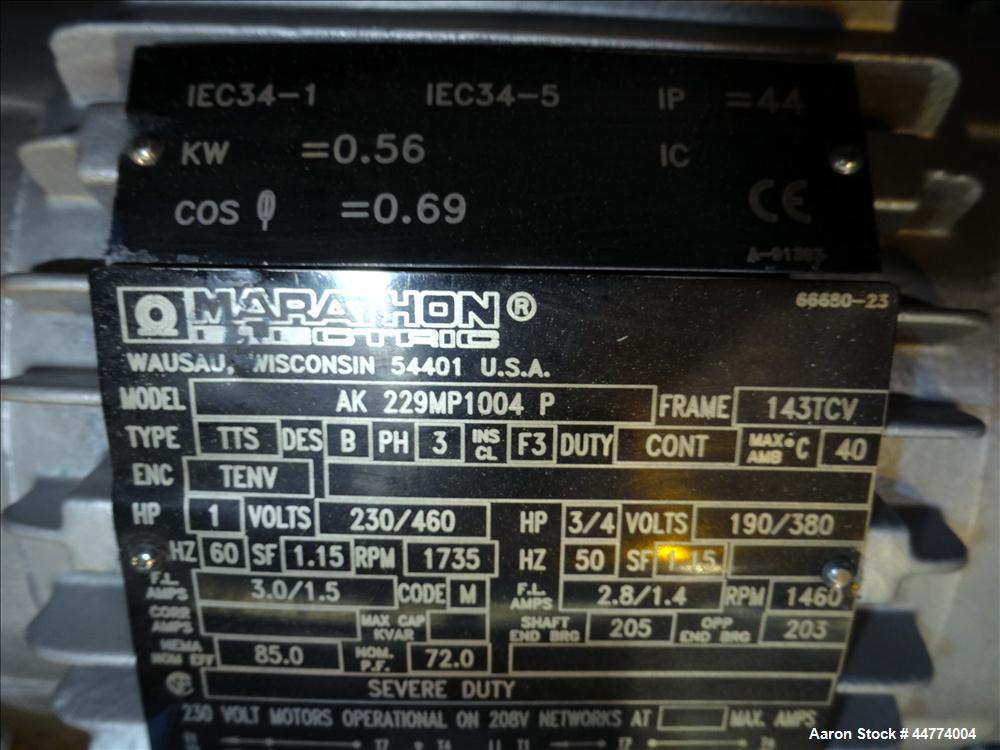 IEC34-1 IEC34-5 IP =44
KW =0.56 IC
COS φ =0.69 CE
66680-23
MARATHON®
ELECTRIC
WAUSAU, WISCONSIN 54401 U.S.A.
MODEL AK 229MP1004 P FRAME 143TCV
TYPE TTS DES B PH 3 INS CL F3 DUTY CONT MAX AMB °C 40
ENC TENV
HP 1 VOLTS 230/460 HP 3/4 VOLTS 190/380
HZ 60 SF 1.15 RPM 1735 HZ 50 SF 1.15
F.L. AMPS 3.0/1.5 CODE M F.L. AMPS 2.8/1.4 RPM 1460
CORR AMPS MAX CAP KVAR SHAFT END BRG 205 OPP END BRG 203
NEMA NOM EFF 85.0 NOM. P.F. 72.0
SEVERE DUTY
230 VOLT MOTORS OPERATIONAL ON 208V NETWORKS AT MAX. AMPS
Aaron Stock # 44774004